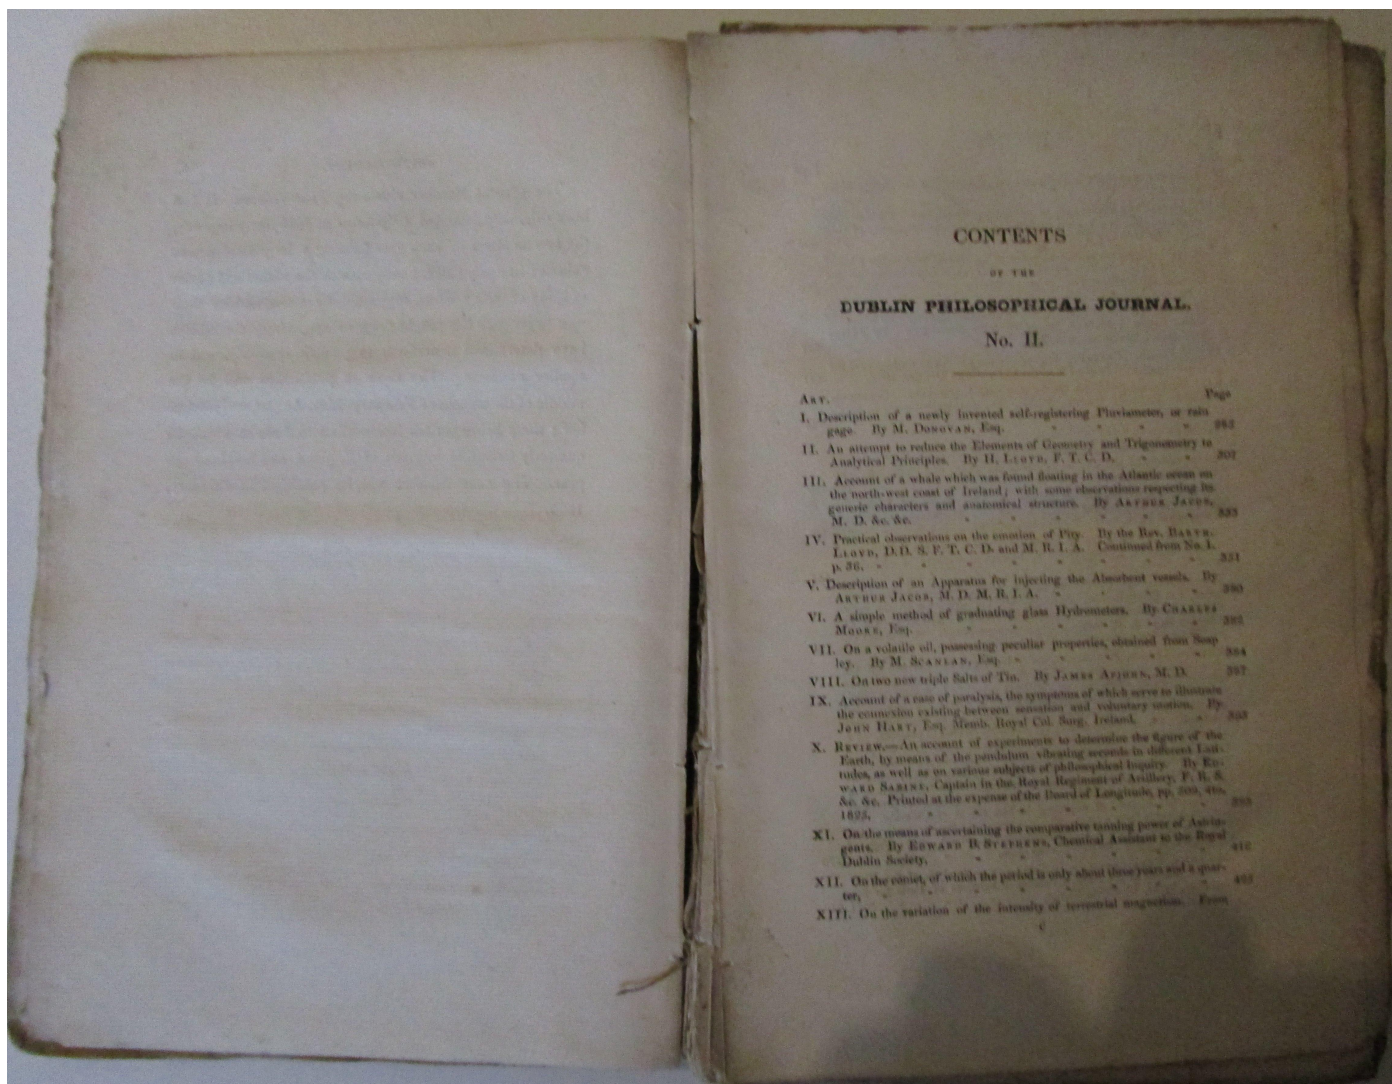 CONTENTS
OF THE
DUBLIN PHILOSOPHICAL JOURNAL.
No. II.
ART. Page
I. Description of a newly invented self-registering Pluviameter, or rain
gage. By M. DONOVAN, Esq.
II. An attempt to reduce the Elements of Geometry and Trigonometry to
Analytical Principles. By H. LLOYD, F. T. C. D. 307
III. Account of a whale which was found floating in the Atlantic ocean on
the north-west coast of Ireland; with some observations respecting its
generic characters and anatomical structure. By ARTHUR JACOB,
M. D. &c. &c. 333
IV. Practical observations on the emotion of Pity. By the Rev. BARTH.
LLOYD, D.D. S. F. T. C. D. and M. R. I. A. Continued from No. I.
p. 36. 351
V. Description of an Apparatus for injecting the Absorbent vessels. By
ARTHUR JACOB, M. D. M. R. I. A. 380
VI. A simple method of graduating glass Hydrometers. By CHARLES
MOORE, Esq. 382
VII. On a volatile oil, possessing peculiar properties, obtained from Soap
ley. By M. SCANLAN, Esq. 384
VIII. On two new triple Salts of Tin. By JAMES APJOHN, M. D. 387
IX. Account of a case of paralysis, the symptoms of which serve to illustrate
the connexion existing between sensation and voluntary motion. By
JOHN HART, Esq. Memb. Royal Col. Surg. Ireland.
X. REVIEW.—An account of experiments to determine the figure of the
Earth, by means of the pendulum vibrating seconds in different Lati-
tudes, as well as on various subjects of philosophical inquiry. By ED-
WARD SABINE, Captain in the Royal Regiment of Artillery, F. R. S.
&c. &c. Printed at the expense of the Board of Longitude, pp. 509, 4to.
1825.
XI. On the means of ascertaining the comparative tanning power of Astrin-
gents. By EDWARD B. STEPHENS, Chemical Assistant to the Royal
Dublin Society.
XII. On the comet, of which the period is only about three years and a quar-
ter,
XIII. On the variation of the intensity of terrestrial magnetism. From
c